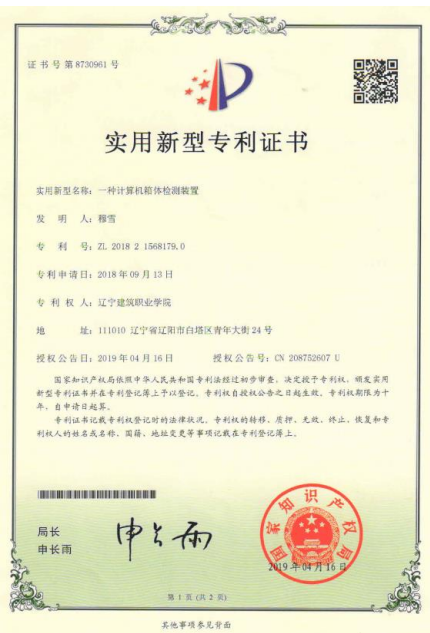 证书号第8730961号
实用新型专利证书
实用新型名称：一种计算机箱体检测装置
发明人：穆雪
专利号：ZL 2018 2 1568179.0
专利申请日：2018年09月13日
专利权人：辽宁建筑职业学院
地址：111010 辽宁省辽阳市白塔区青年大街24号
授权公告日：2019年04月16日 授权公告号：CN 208752607 U
国家知识产权局依照中华人民共和国专利法经过初步审查，决定授予专利权，颁发实用
新型专利证书并在专利登记簿上予以登记。专利权自授权公告之日起生效。专利权期限为十
年，自申请日起算。
专利证书记载专利权登记时的法律状况。专利权的转移、质押、无效、终止、恢复和专
利权人的姓名或名称、国籍、地址变更等事项记载在专利登记簿上。
局长
申长雨
申长雨
国家知识产权局
2019年04月16日
第 1 页 (共 2 页)
其他事项参见背面